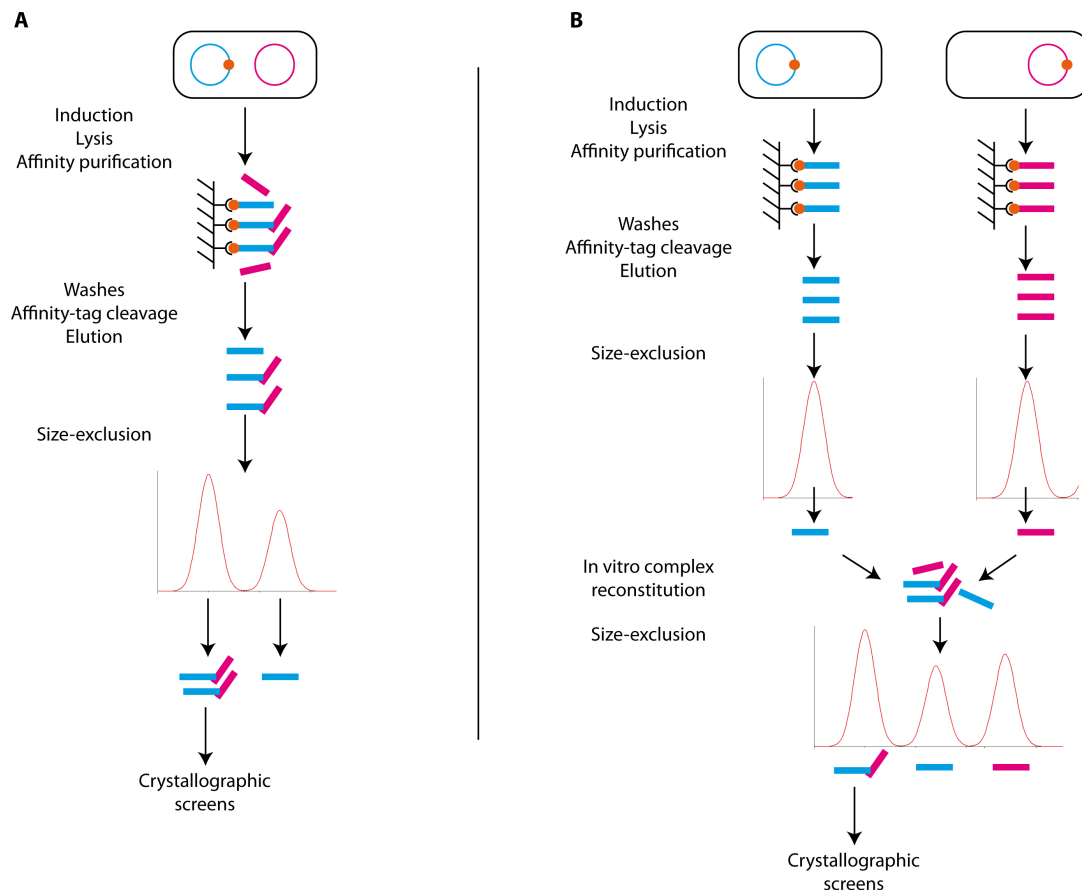 A
Induction
Lysis
Affinity purification
Washes
Affinity-tag cleavage
Elution
Size-exclusion
Crystallographic
screens
B
Induction
Lysis
Affinity purification
Washes
Affinity-tag cleavage
Elution
Size-exclusion
In vitro complex
reconstitution
Size-exclusion
Crystallographic
screens